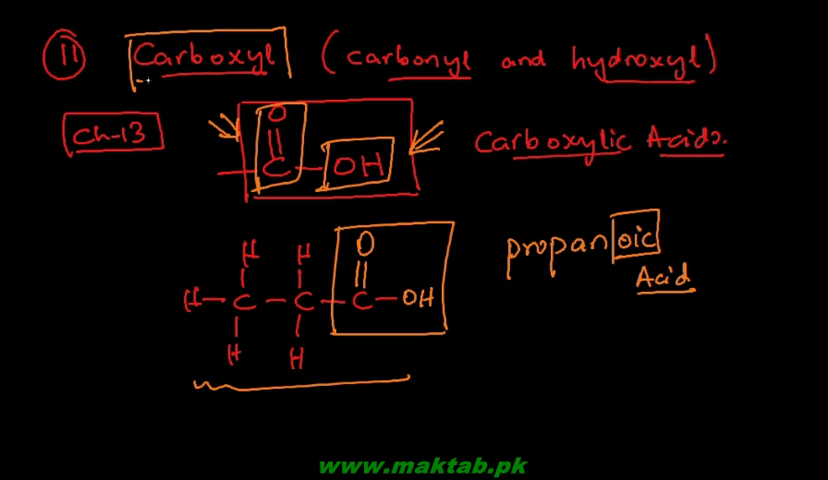 11 Carboxyl (carbonyl and hydroxyl)
Ch-13
O
C - OH
Carboxylic Acids.
propanoic
Acid
H H O
H - C - C - C - OH
H H
www.maktab.pk